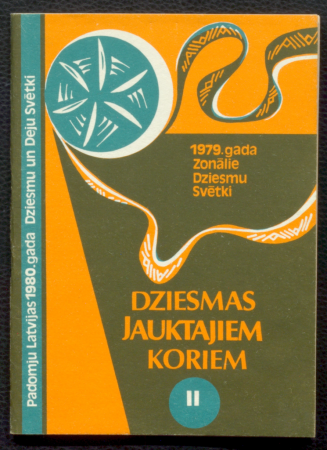 Padomju Latvijas 1980.gada Dziesmu un Deju Svētki
1979.gada
Zonālie
Dziesmu
Svētki
DZIESMAS
JAUKTAJIEM
KORIEM
II